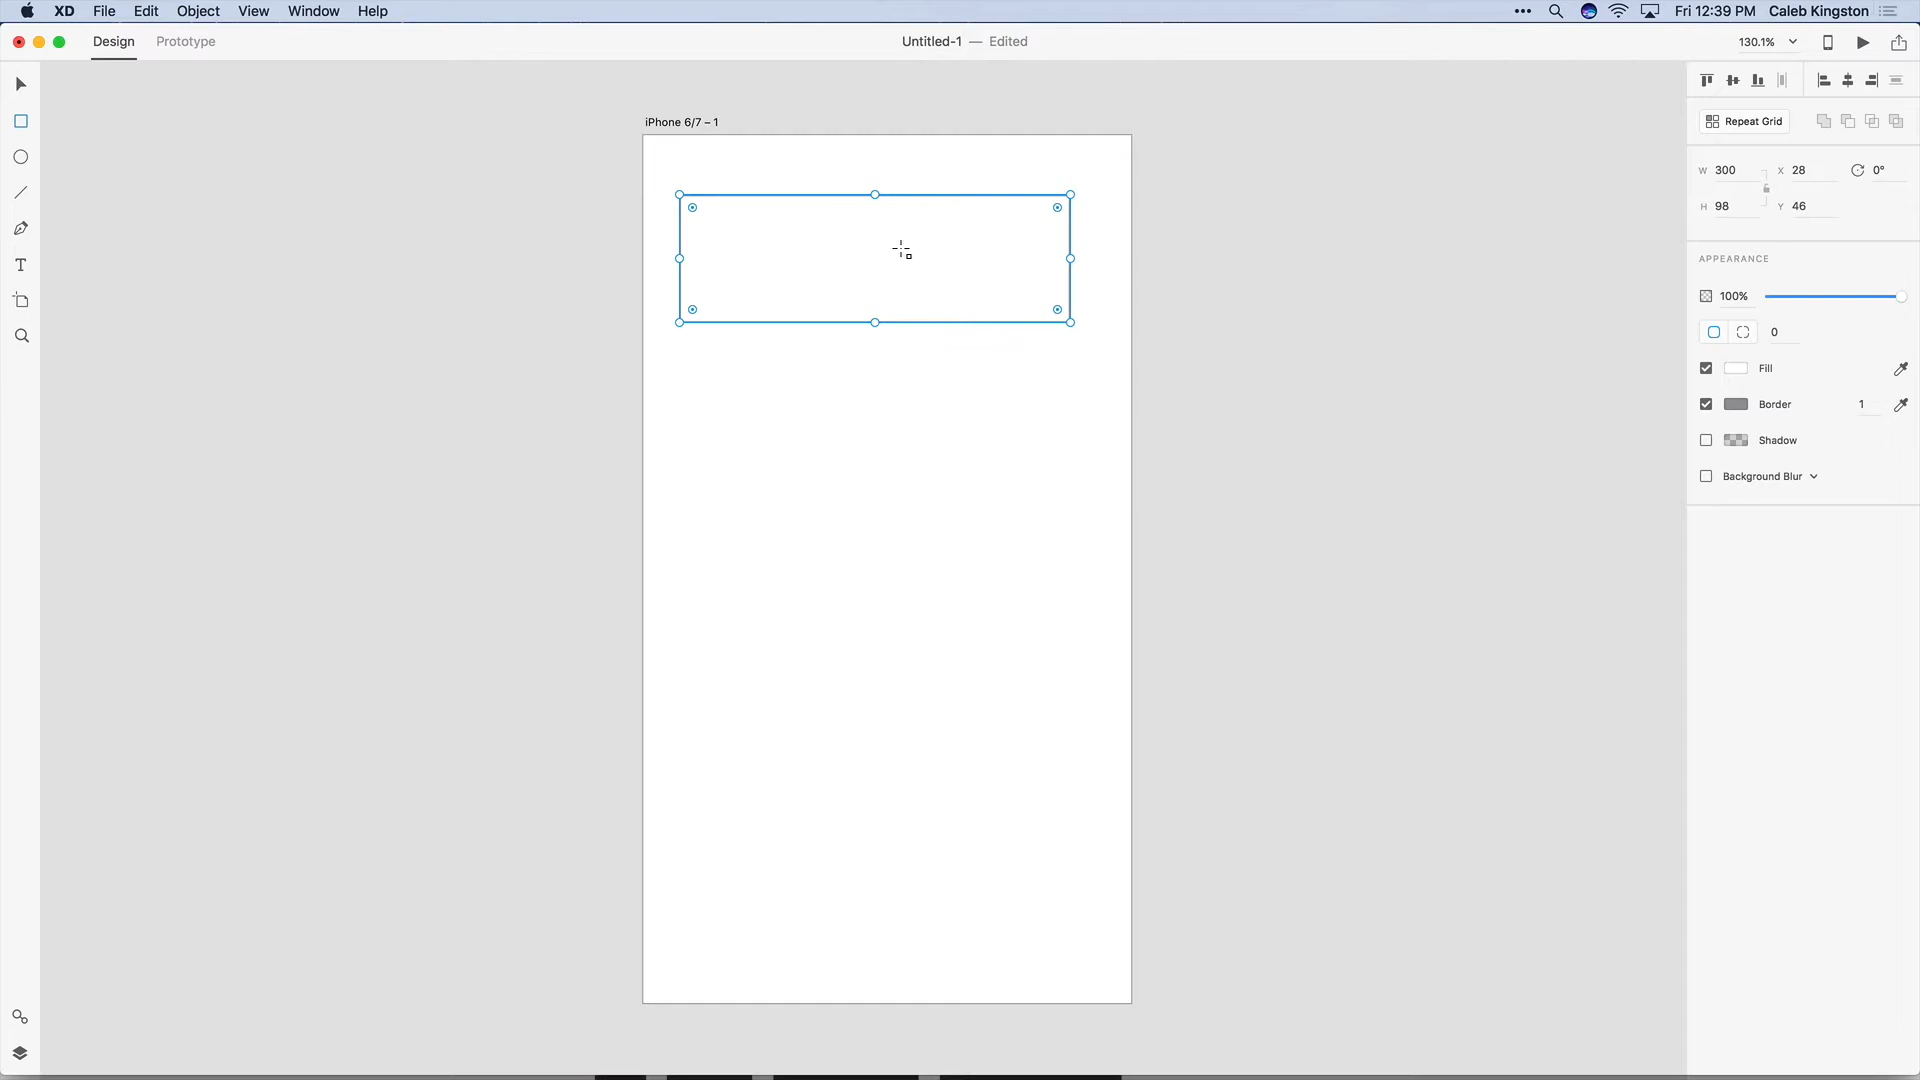 XD File Edit Object View Window Help
Fri 12:39 PM Caleb Kingston
Design Prototype
Untitled-1 — Edited
130.1%
iPhone 6/7 – 1
Repeat Grid
W 300 X 28 0°
H 98 Y 46
APPEARANCE
100%
0
Fill
Border 1
Shadow
Background Blur
T